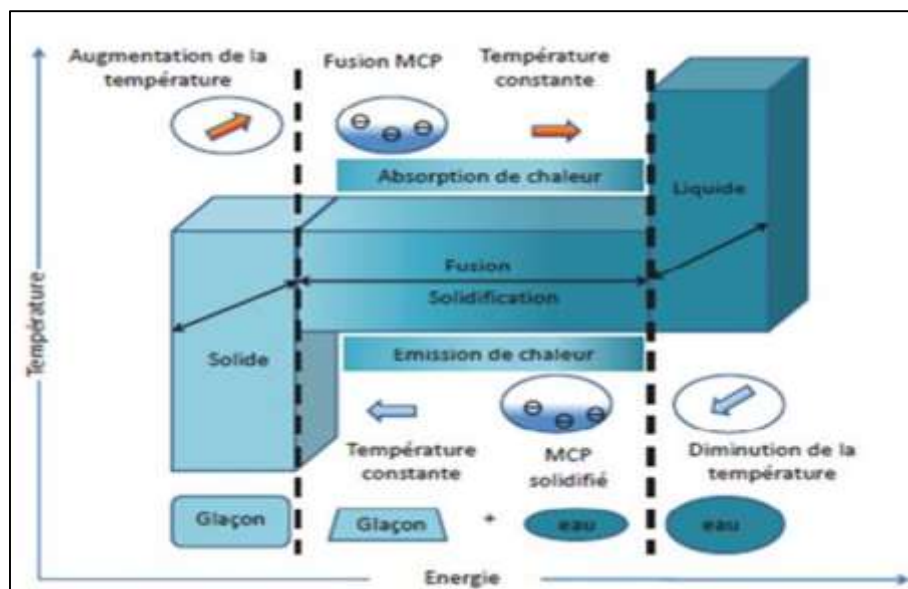 Augmentation de la
température
Fusion MCP
Température
constante
Absorption de chaleur
Liquide
Fusion
Solidification
Température
Solide
Emission de chaleur
Température
constante
MCP
solidifié
Diminution de la
température
Glaçon
Glaçon
+
eau
eau
Energie